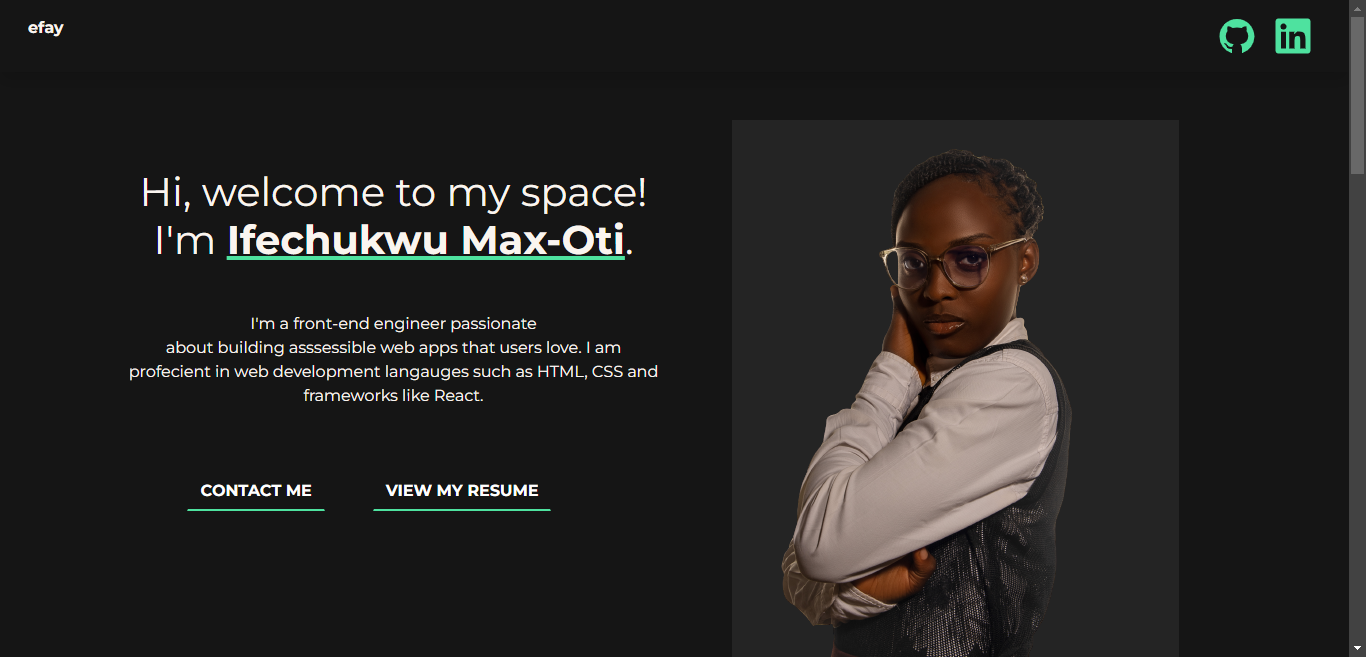 efay
in
Hi, welcome to my space!
I'm Ifechukwu Max-Oti.
I'm a front-end engineer passionate
about building asssessible web apps that users love. I am
profecient in web development langauges such as HTML, CSS and
frameworks like React.
CONTACT ME
VIEW MY RESUME